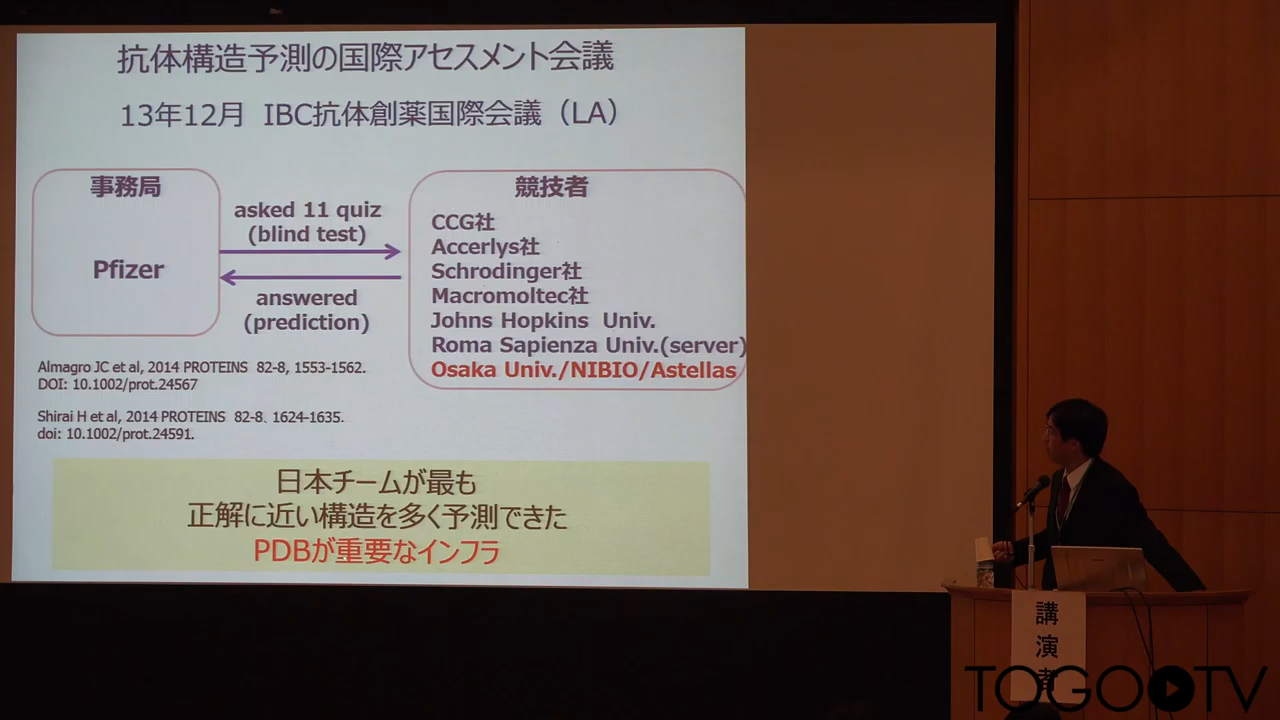 抗体構造予測の国際アセスメント会議
13年12月 IBC抗体創薬国際会議（LA）
事務局
Pfizer
asked 11 quiz
(blind test)
answered
(prediction)
競技者
CCG社
Accerlys社
Schrodinger社
Macromoltec社
Johns Hopkins Univ.
Roma Sapienza Univ.(server)
Osaka Univ./NIBIO/Astellas
Almagro JC et al, 2014 PROTEINS 82-8, 1553-1562.
DOI: 10.1002/prot.24567
Shirai H et al, 2014 PROTEINS 82-8、1624-1635.
doi: 10.1002/prot.24591.
日本チームが最も
正解に近い構造を多く予測できた
PDBが重要なインフラ
講演者
TOGOTV